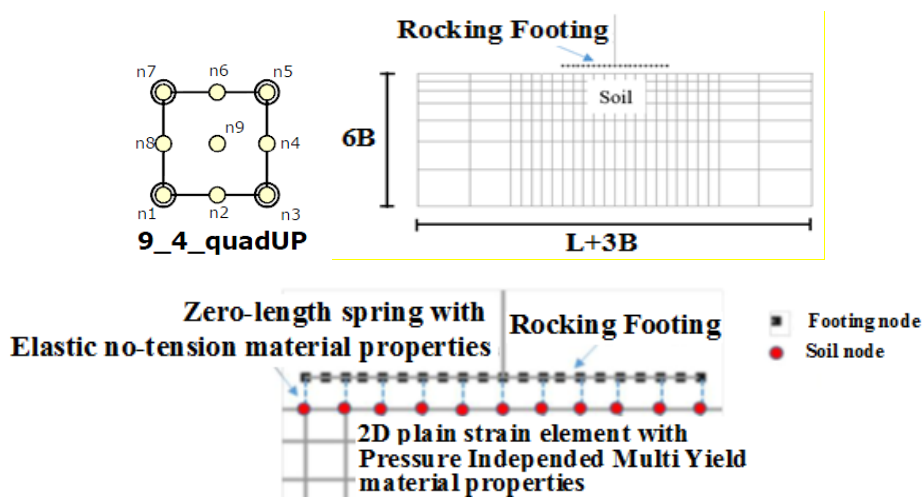 n7
n6
n5
n8
n9
n4
n1
n2
n3
9_4_quadUP
Rocking Footing
Soil
6B
L+3B
Zero-length spring with
Elastic no-tension material properties
Rocking Footing
Footing node
Soil node
2D plain strain element with
Pressure Independed Multi Yield
material properties